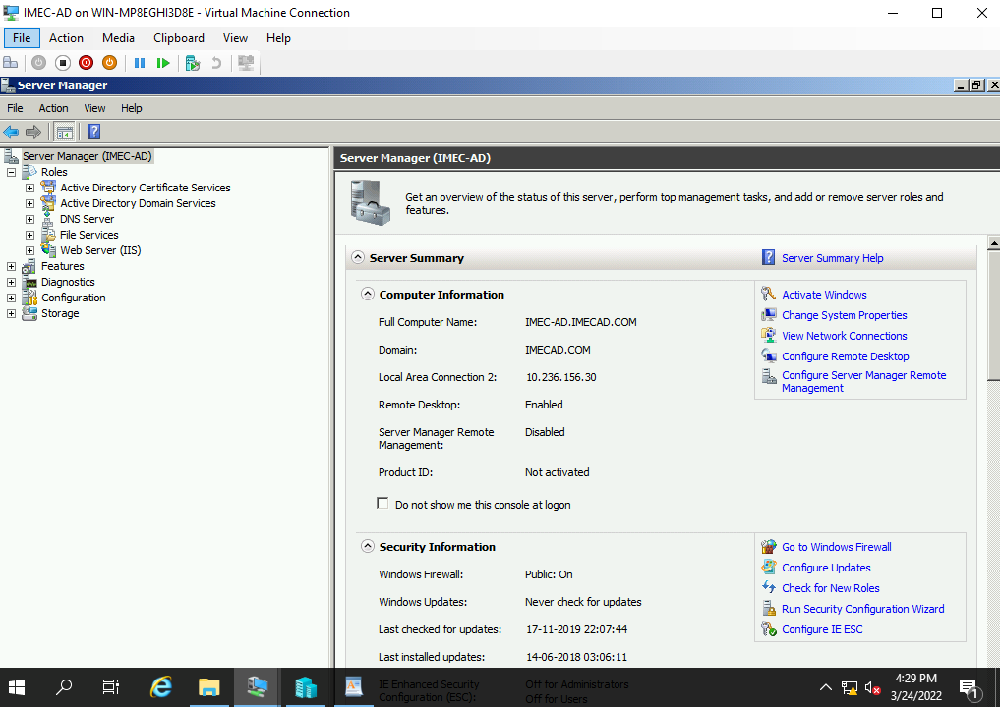 IMEC-AD on WIN-MP8EGHI3D8E - Virtual Machine Connection
File Action Media Clipboard View Help
Server Manager
File Action View Help
Server Manager (IMEC-AD)
Roles
Active Directory Certificate Services
Active Directory Domain Services
DNS Server
File Services
Web Server (IIS)
Features
Diagnostics
Configuration
Storage
Server Manager (IMEC-AD)
Get an overview of the status of this server, perform top management tasks, and add or remove server roles and
features.
Server Summary
Server Summary Help
Computer Information
Full Computer Name: IMEC-AD.IMECAD.COM
Domain: IMECAD.COM
Local Area Connection 2: 10.236.156.30
Remote Desktop: Enabled
Server Manager Remote Disabled
Management:
Product ID: Not activated
Do not show me this console at logon
Activate Windows
Change System Properties
View Network Connections
Configure Remote Desktop
Configure Server Manager Remote
Management
Security Information
Windows Firewall: Public: On
Windows Updates: Never check for updates
Last checked for updates: 17-11-2019 22:07:44
Last installed updates: 14-06-2018 03:06:11
IE Enhanced Security Off for Administrators
Configuration (ESC): Off for Users
Go to Windows Firewall
Configure Updates
Check for New Roles
Run Security Configuration Wizard
Configure IE ESC
4:29 PM
3/24/2022
1